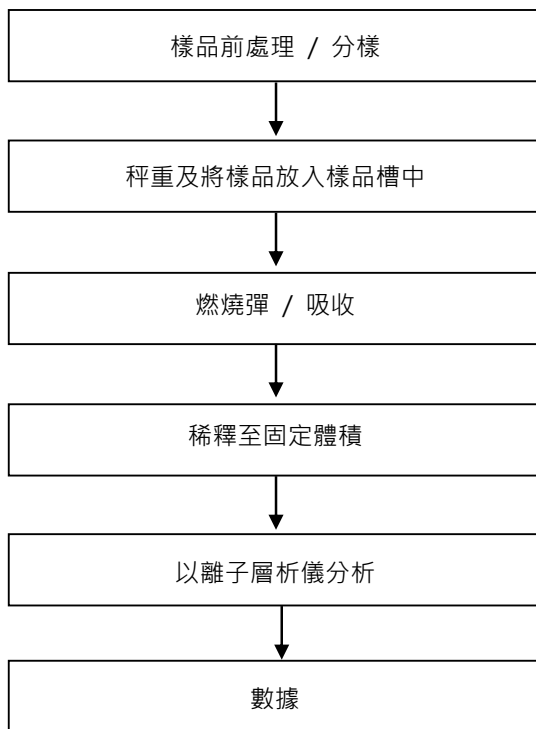 樣品前處理 / 分樣
秤重及將樣品放入樣品槽中
燃燒彈 / 吸收
稀釋至固定體積
以離子層析儀分析
數據